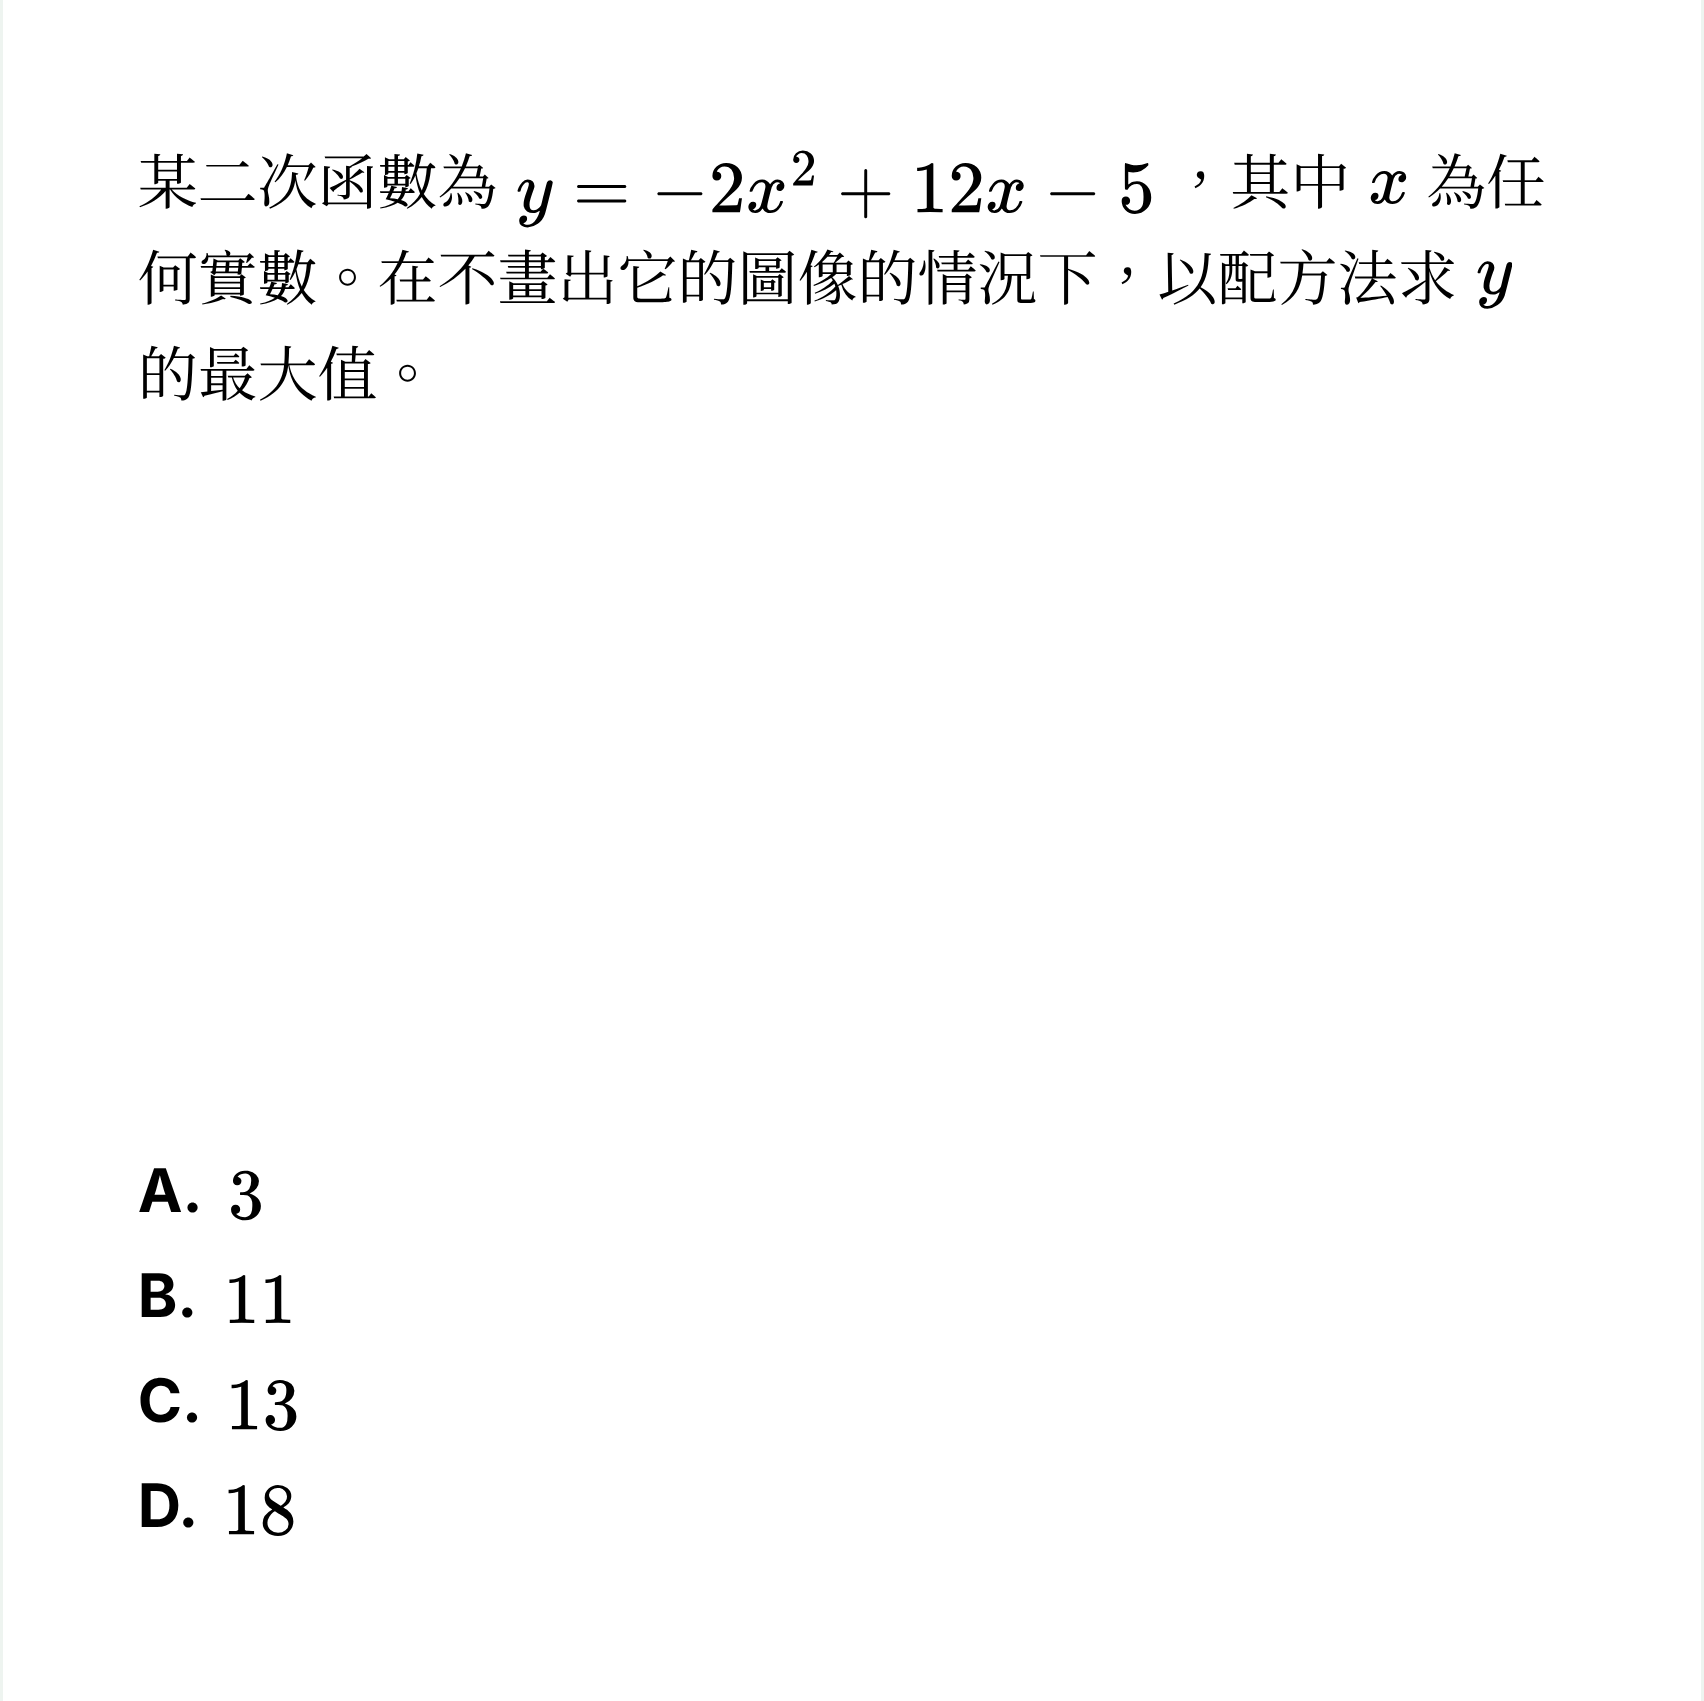 某二次函數為 y = −2x² + 12x − 5 ，其中 x 為任
何實數。在不畫出它的圖像的情況下，以配方法求 y
的最大值。
A. 3
B. 11
C. 13
D. 18